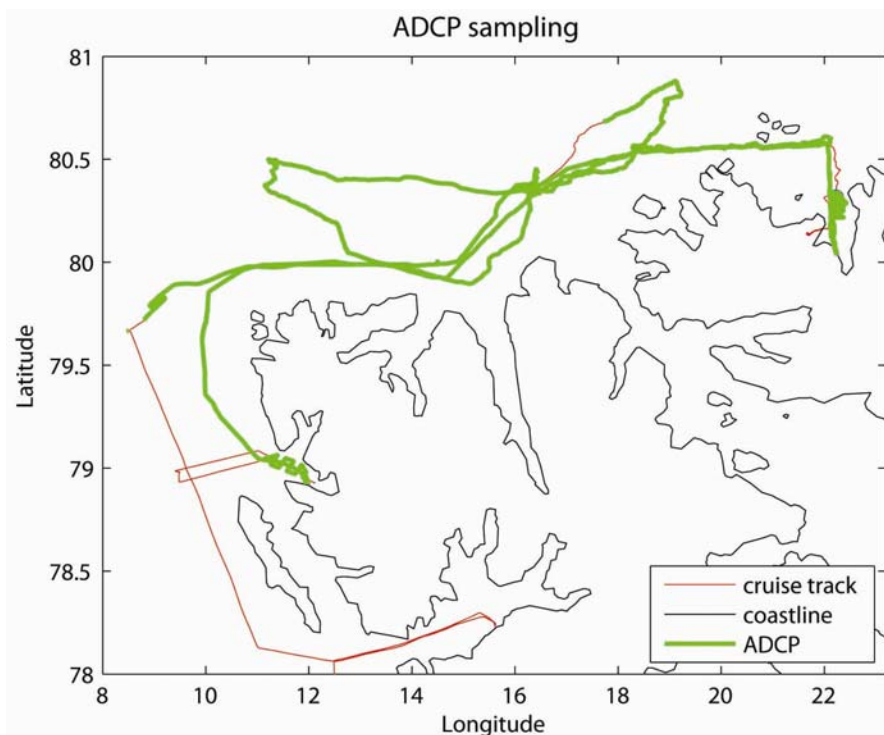 ADCP sampling
81
80.5
80
79.5
79
78.5
78
Latitude
8 10 12 14 16 18 20 22
Longitude
cruise track
coastline
ADCP